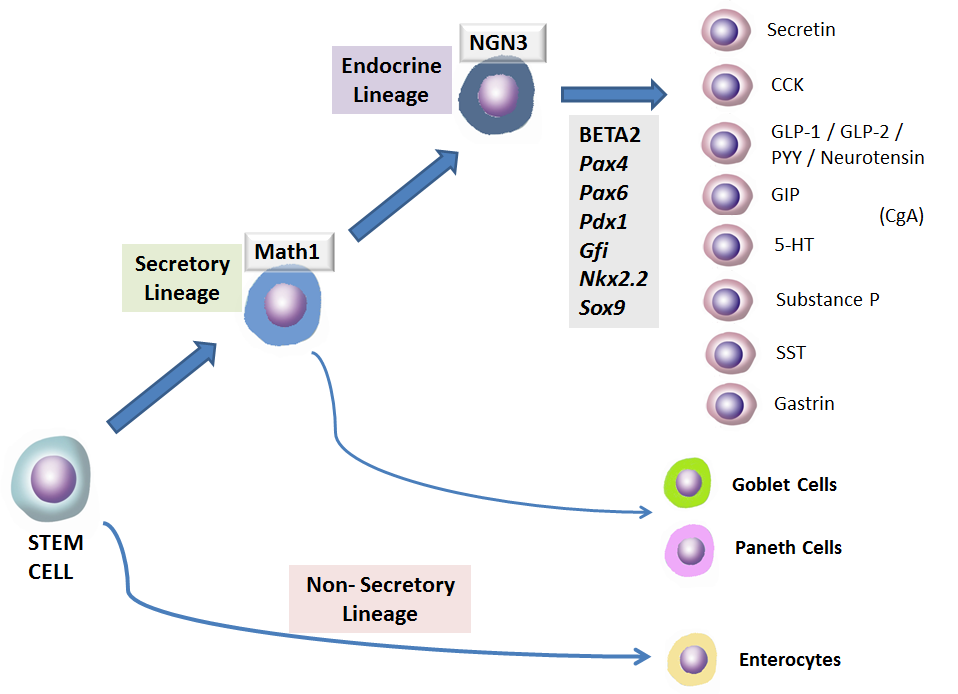 NGN3
Endocrine
Lineage
Secretin
CCK
GLP-1 / GLP-2 /
PYY / Neurotensin
GIP
(CgA)
5-HT
Substance P
SST
Gastrin
BETA2
Pax4
Pax6
Pdx1
Gfi
Nkx2.2
Sox9
Math1
Secretory
Lineage
Goblet Cells
Paneth Cells
STEM
CELL
Non- Secretory
Lineage
Enterocytes